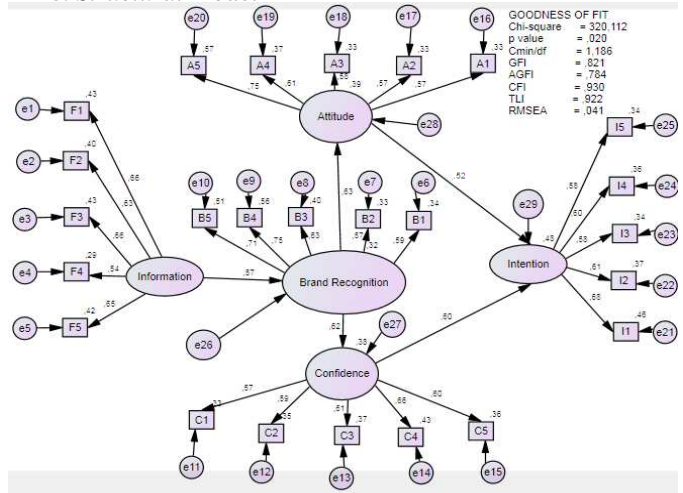 e20
e19
e18
e17
e16
GOODNESS OF FIT
Chi-square = 320,112
p value = ,020
Cmin/df = 1,186
GFI = ,821
AGFI = ,784
CFI = ,930
TLI = ,922
RMSEA = ,041
,57
,37
,33
,33
,33
A5
A4
A3
A2
A1
,75
,61
,58
,39
,57
,57
Attitude
e28
e1
,43
F1
e2
,40
F2
e3
,43
F3
e4
,29
F4
e5
,42
F5
,66
,63
,66
,54
,65
Information
,57
e10
e9
e8
e7
e6
,51
,56
,40
,33
,34
B5
B4
B3
B2
B1
,71
,75
,63
,57
,32
,59
Brand Recognition
,63
,52
e26
,62
e27
,38
Confidence
,60
e29
,45
Intention
,34
I5
e25
,36
I4
e24
,34
I3
e23
,37
I2
e22
,46
I1
e21
,60
,61
,68
,57
,59
,61
,66
,60
,33
,35
,37
,43
,36
C1
C2
C3
C4
C5
e11
e12
e13
e14
e15